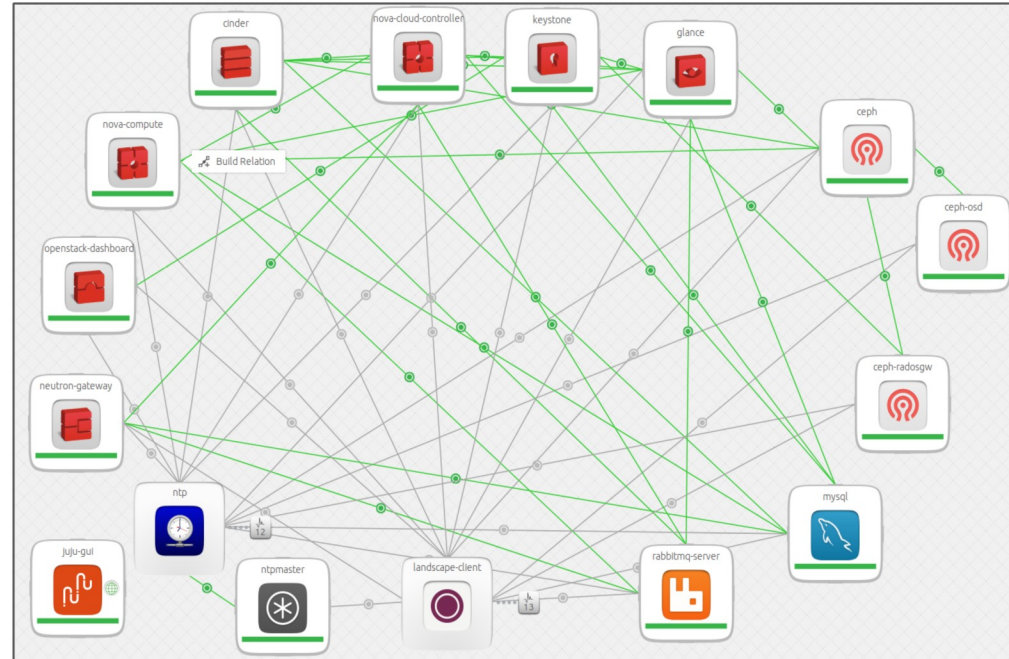 cinder
nova-cloud-controller
keystone
glance
nova-compute
ceph
Build Relation
ceph-osd
openstack-dashboard
ceph-radosgw
neutron-gateway
ntp
mysql
12
juju-gui
ntpmaster
landscape-client
rabbitmq-server
13